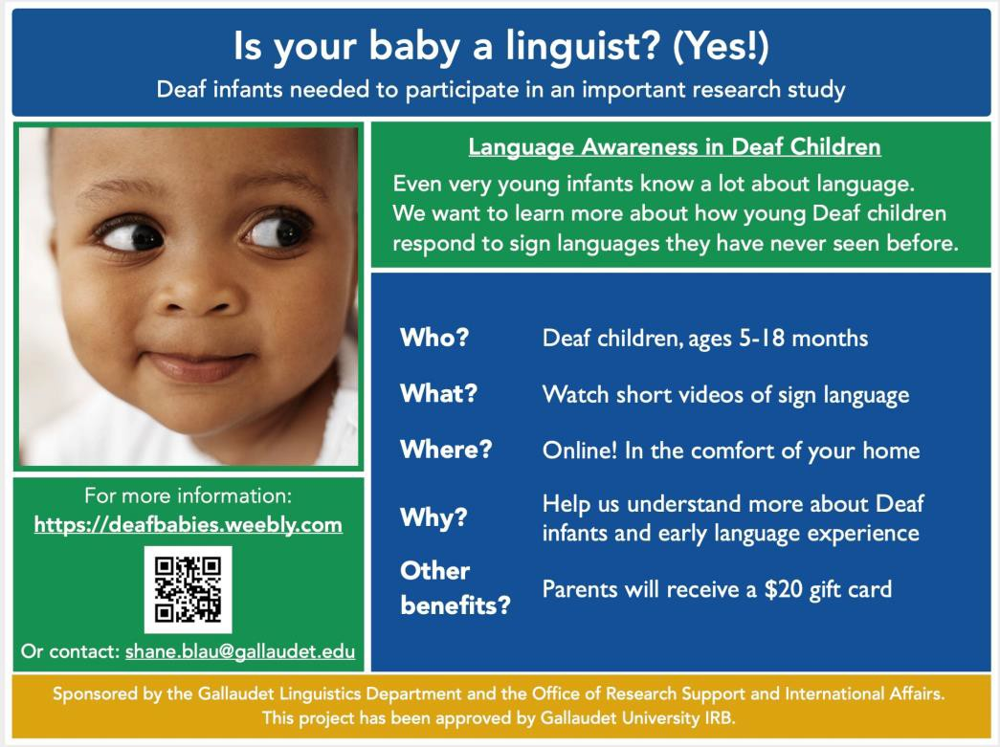 Is your baby a linguist? (Yes!)
Deaf infants needed to participate in an important research study
Language Awareness in Deaf Children
Even very young infants know a lot about language.
We want to learn more about how young Deaf children
respond to sign languages they have never seen before.
Who? Deaf children, ages 5-18 months
What? Watch short videos of sign language
Where? Online! In the comfort of your home
Why? Help us understand more about Deaf
infants and early language experience
Other
benefits? Parents will receive a $20 gift card
For more information:
https://deafbabies.weebly.com
Or contact: shane.blau@gallaudet.edu
Sponsored by the Gallaudet Linguistics Department and the Office of Research Support and International Affairs.
This project has been approved by Gallaudet University IRB.